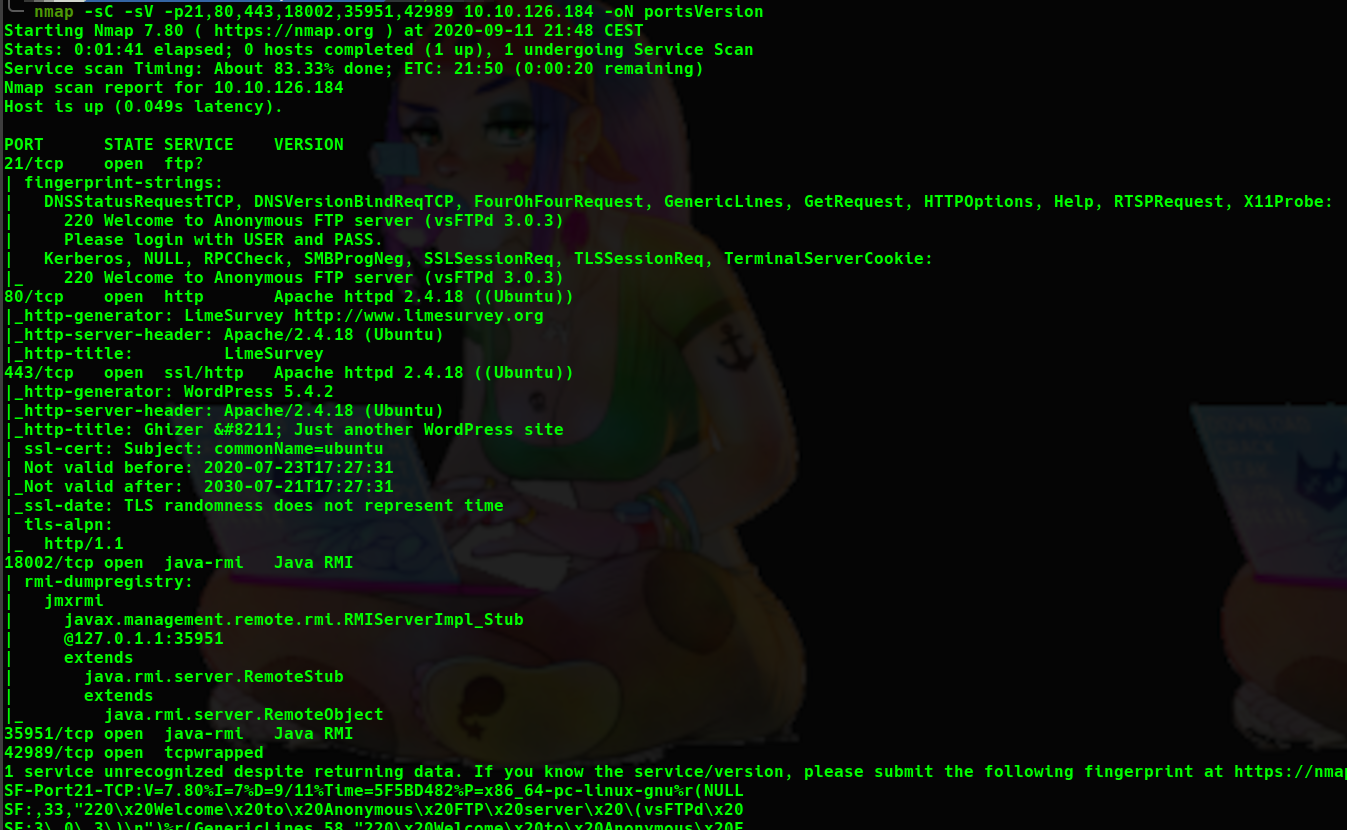 nmap -sC -sV -p21,80,443,18002,35951,42989 10.10.126.184 -oN portsVersion
Starting Nmap 7.80 ( https://nmap.org ) at 2020-09-11 21:48 CEST
Stats: 0:01:41 elapsed; 0 hosts completed (1 up), 1 undergoing Service Scan
Service scan Timing: About 83.33% done; ETC: 21:50 (0:00:20 remaining)
Nmap scan report for 10.10.126.184
Host is up (0.049s latency).
PORT      STATE SERVICE    VERSION
21/tcp    open  ftp?
| fingerprint-strings:
|   DNSStatusRequestTCP, DNSVersionBindReqTCP, FourOhFourRequest, GenericLines, GetRequest, HTTPOptions, Help, RTSPRequest, X11Probe:
|     220 Welcome to Anonymous FTP server (vsFTPd 3.0.3)
|     Please login with USER and PASS.
|   Kerberos, NULL, RPCCheck, SMBProgNeg, SSLSessionReq, TLSSessionReq, TerminalServerCookie:
|_    220 Welcome to Anonymous FTP server (vsFTPd 3.0.3)
80/tcp    open  http       Apache httpd 2.4.18 ((Ubuntu))
|_http-generator: LimeSurvey http://www.limesurvey.org
|_http-server-header: Apache/2.4.18 (Ubuntu)
|_http-title:         LimeSurvey
443/tcp   open  ssl/http   Apache httpd 2.4.18 ((Ubuntu))
|_http-generator: WordPress 5.4.2
|_http-server-header: Apache/2.4.18 (Ubuntu)
|_http-title: Ghizer &#8211; Just another WordPress site
| ssl-cert: Subject: commonName=ubuntu
| Not valid before: 2020-07-23T17:27:31
|_Not valid after:  2030-07-21T17:27:31
|_ssl-date: TLS randomness does not represent time
| tls-alpn:
|_  http/1.1
18002/tcp open  java-rmi   Java RMI
| rmi-dumpregistry:
|   jmxrmi
|     javax.management.remote.rmi.RMIServerImpl_Stub
|     @127.0.1.1:35951
|     extends
|       java.rmi.server.RemoteStub
|       extends
|_        java.rmi.server.RemoteObject
35951/tcp open  java-rmi   Java RMI
42989/tcp open  tcpwrapped
1 service unrecognized despite returning data. If you know the service/version, please submit the following fingerprint at https://nma
SF-Port21-TCP:V=7.80%I=7%D=9/11%Time=5F5BD482%P=x86_64-pc-linux-gnu%r(NULL
SF:,33,"220\x20Welcome\x20to\x20Anonymous\x20FTP\x20server\x20\(vsFTPd\x20
SF:3\.0\.3\)\n")%r(GenericLines,58,"220\x20Welcome\x20to\x20Anonymous\x20F